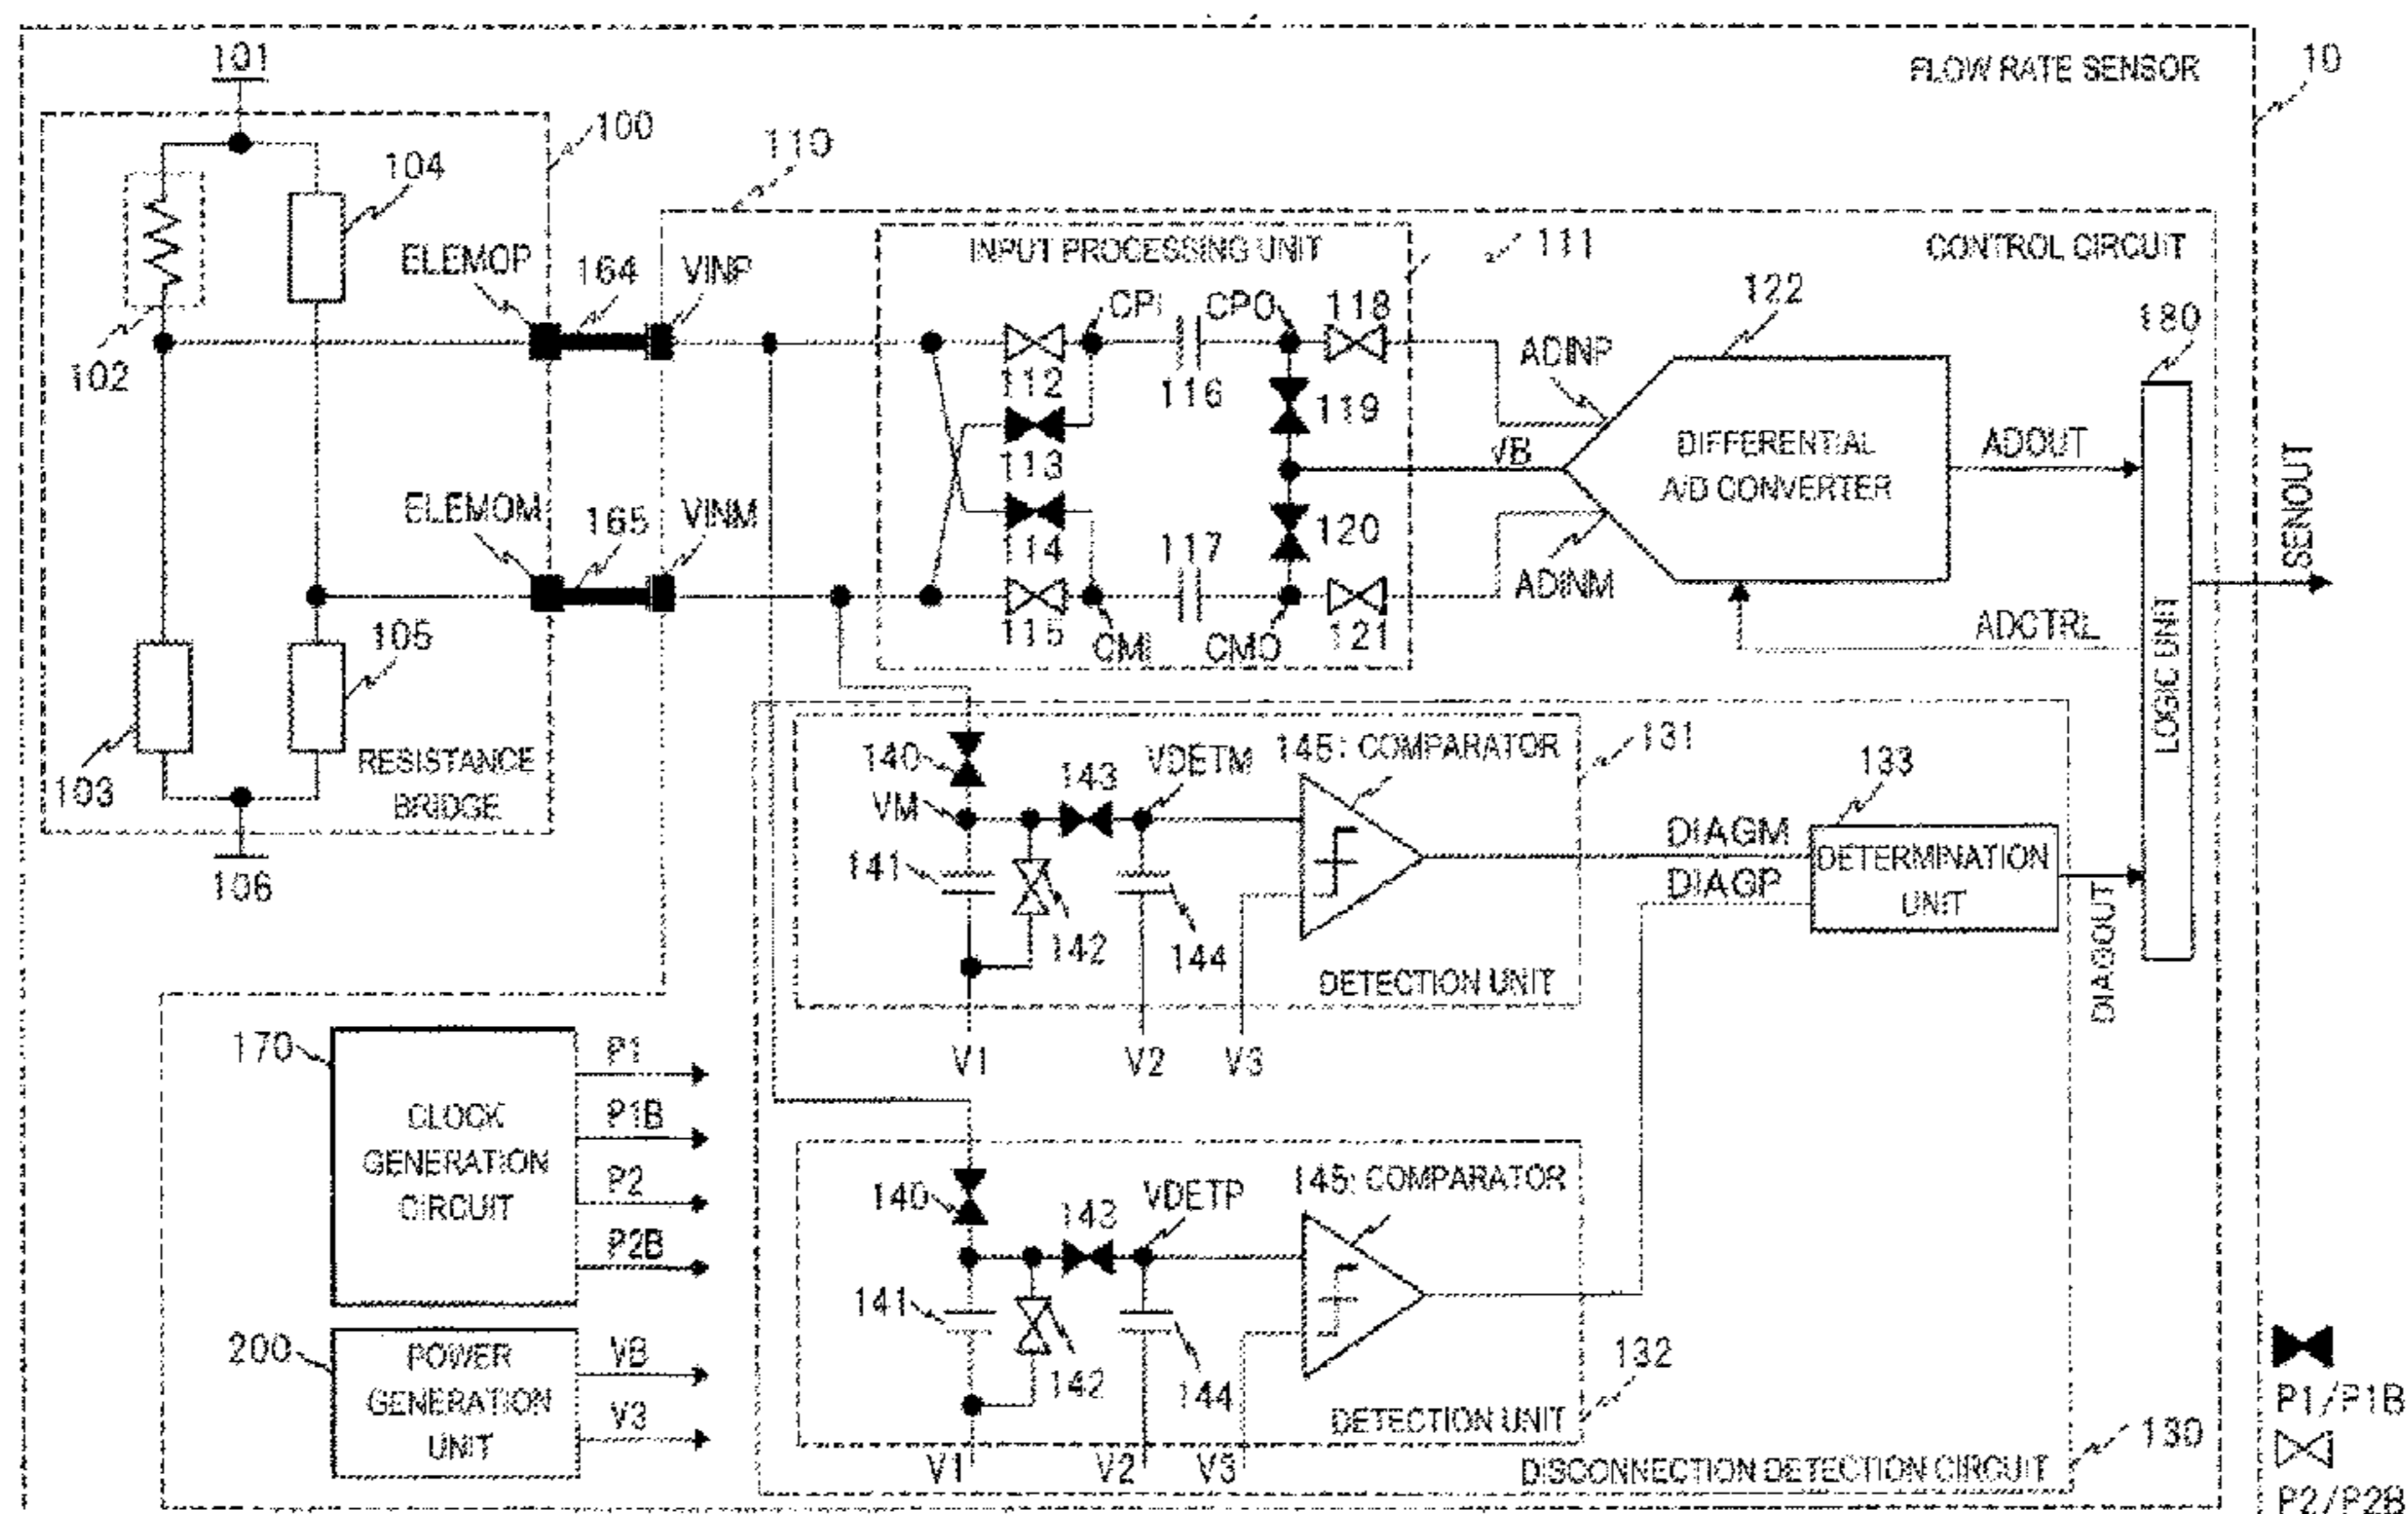 101
FLOW RATE SENSOR
10
100
110
104
ELEMOP
164
VINP
INPUT PROCESSING UNIT
111
CONTROL CIRCUIT
CPI
CPO
118
122
180
102
112
116
119
ADINP
113
VB
DIFFERENTIAL
A/D CONVERTER
ADOUT
SENOUT
ELEMOM
165
VINM
114
117
120
ADINM
115
CMI
CMO
121
ADCTRL
LOGIC UNIT
103
105
RESISTANCE
BRIDGE
106
140
143
VDETM
145: COMPARATOR
131
VM
133
141
142
144
DIAGM
DIAGP
DETERMINATION
UNIT
DIAGOUT
DETECTION UNIT
V1
V2
V3
170
CLOCK
GENERATION
CIRCUIT
P1
P1B
P2
P2B
140
143
VDETP
145: COMPARATOR
141
142
144
132
DETECTION UNIT
200
POWER
GENERATION
UNIT
VB
V3
V1
V2
V3
DISCONNECTION DETECTION CIRCUIT
130
P1/P1B
P2/P2B